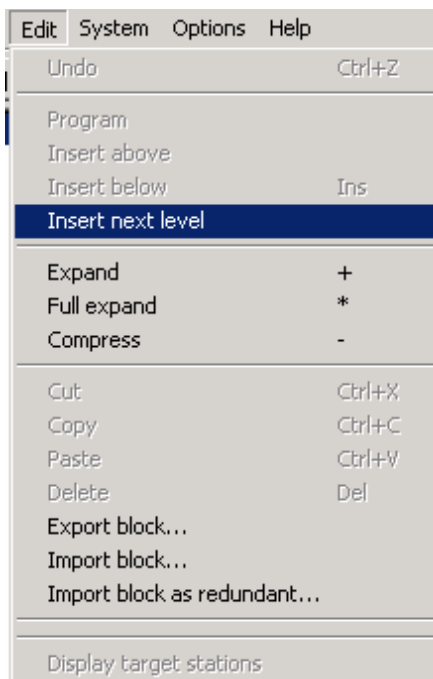 Edit System Options Help
Undo Ctrl+Z
Program
Insert above
Insert below Ins
Insert next level
Expand +
Full expand *
Compress -
Cut Ctrl+X
Copy Ctrl+C
Paste Ctrl+V
Delete Del
Export block...
Import block...
Import block as redundant...
Display target stations